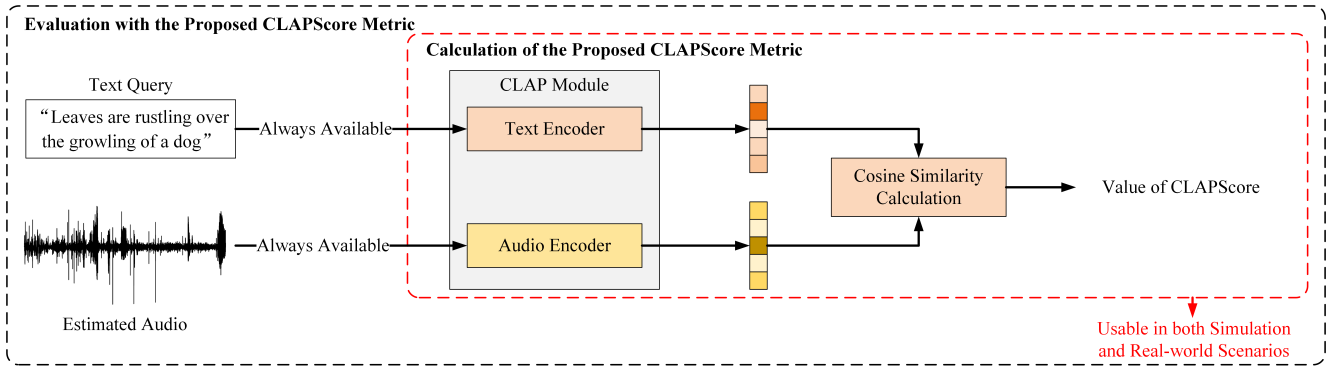 Evaluation with the Proposed CLAPScore Metric
Calculation of the Proposed CLAPScore Metric
Text Query
“Leaves are rustling over
the growling of a dog”
Always Available
CLAP Module
Text Encoder
Cosine Similarity
Calculation
Value of CLAPScore
Always Available
Audio Encoder
Estimated Audio
Usable in both Simulation
and Real-world Scenarios